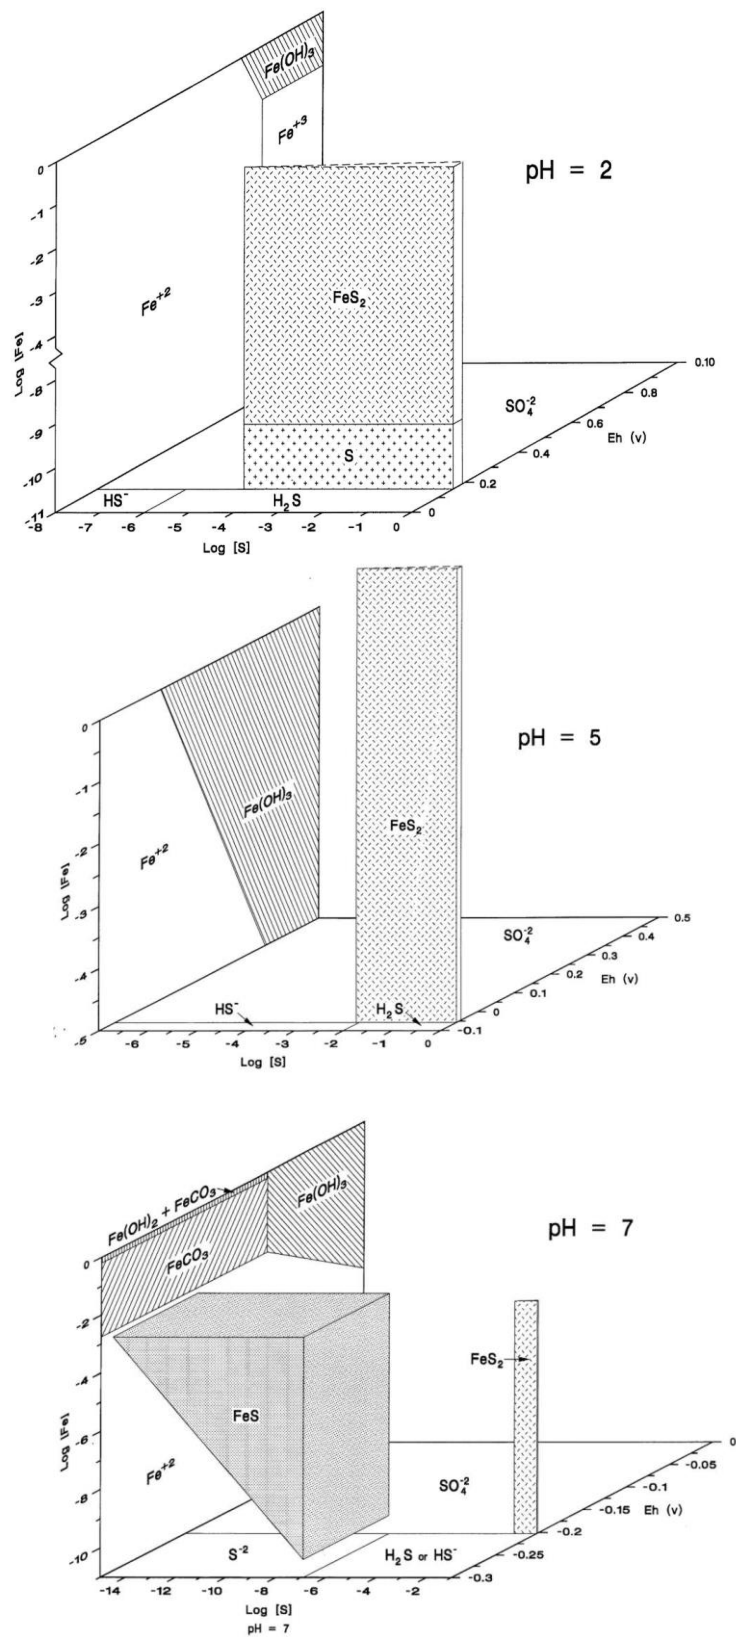 Fe(OH)3
Fe+3
pH = 2
0
-1
-2
-3
-4
-8
-9
-10
-11
Log [Fe]
Fe+2
FeS2
S
SO4-2
0.10
0.8
0.6
0.4
0.2
0
Eh (v)
HS-
H2S
-8 -7 -6 -5 -4 -3 -2 -1 0
Log [S]
pH = 5
0
-1
-2
-3
-4
-5
Log [Fe]
Fe+2
Fe(OH)3
FeS2
SO4-2
0.5
0.4
0.3
0.2
0.1
0
-0.1
Eh (v)
HS-
H2S
-6 -5 -4 -3 -2 -1 0
Log [S]
pH = 7
Fe(OH)2 + FeCO3
Fe(OH)3
FeCO3
0
-2
-4
-6
-8
-10
Log [Fe]
FeS
FeS2
Fe+2
SO4-2
0
-0.05
-0.1
-0.15
-0.2
-0.25
-0.3
Eh (v)
S-2
H2S or HS-
-14 -12 -10 -8 -6 -4 -2
Log [S]
pH = 7